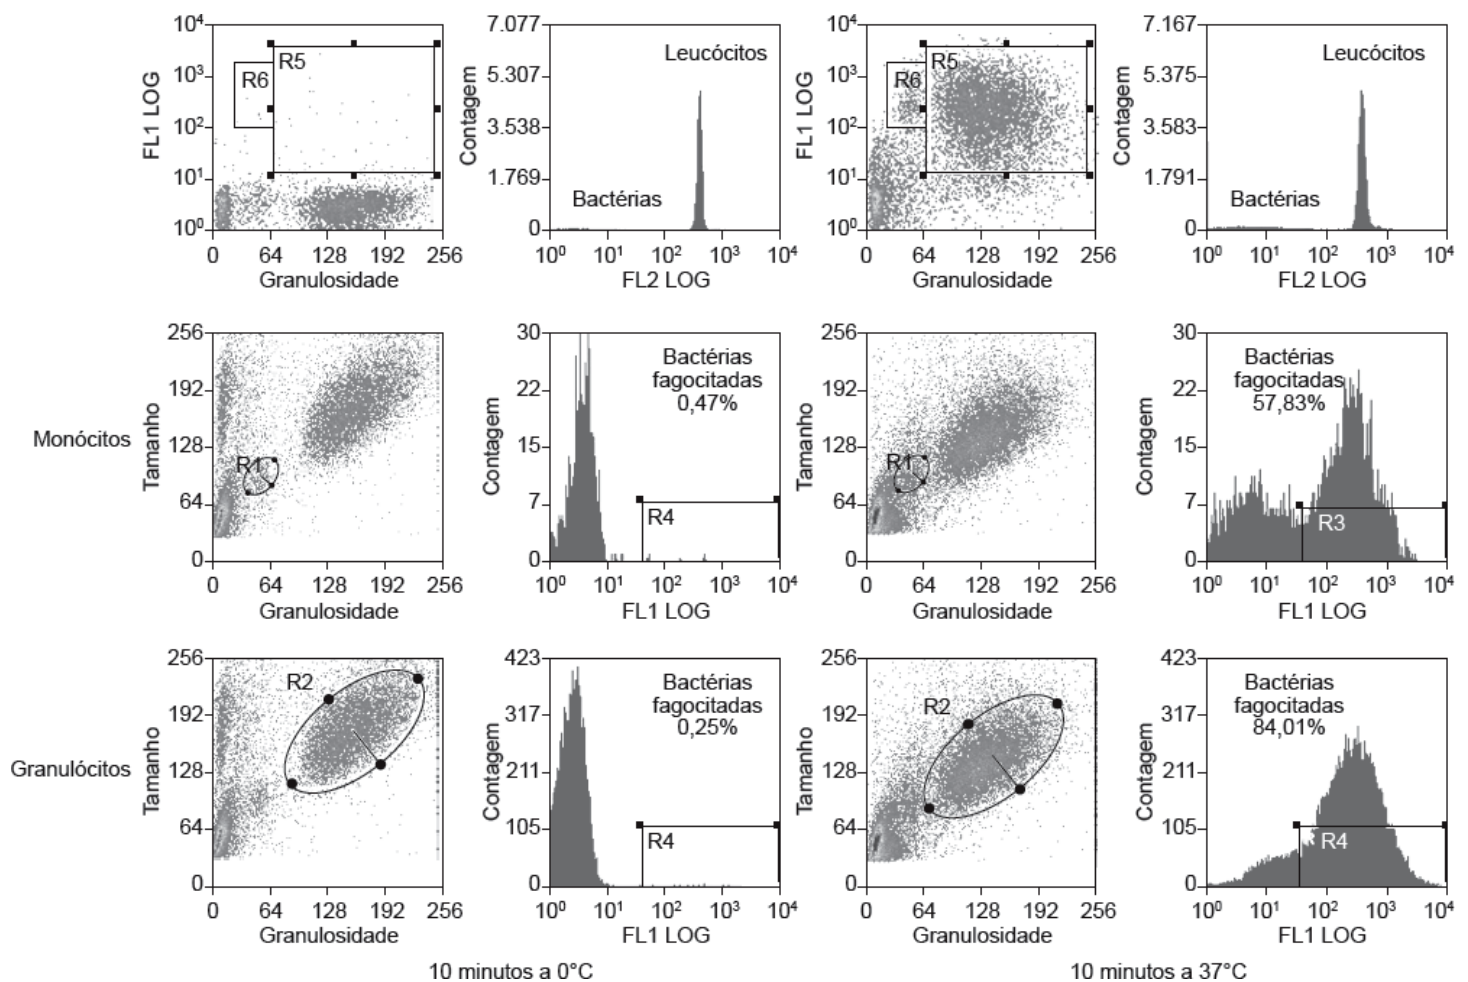 10⁴
10³
10²
10¹
10⁰
FL1 LOG
R6
R5
0 64 128 192 256
Granulosidade
7.077
5.307
3.538
1.769
0
Contagem
Leucócitos
Bactérias
10⁰ 10¹ 10² 10³ 10⁴
FL2 LOG
10⁴
10³
10²
10¹
10⁰
FL1 LOG
R6
R5
0 64 128 192 256
Granulosidade
7.167
5.375
3.583
1.791
0
Contagem
Leucócitos
Bactérias
10⁰ 10¹ 10² 10³ 10⁴
FL2 LOG
Monócitos
256
192
128
64
0
Tamanho
R1
0 64 128 192 256
Granulosidade
30
22
15
7
0
Contagem
Bactérias
fagocitadas
0,47%
R4
10⁰ 10¹ 10² 10³ 10⁴
FL1 LOG
256
192
128
64
0
Tamanho
R1
0 64 128 192 256
Granulosidade
30
22
15
7
0
Contagem
Bactérias
fagocitadas
57,83%
R3
10⁰ 10¹ 10² 10³ 10⁴
FL1 LOG
Granulócitos
256
192
128
64
0
Tamanho
R2
0 64 128 192 256
Granulosidade
423
317
211
105
0
Contagem
Bactérias
fagocitadas
0,25%
R4
10⁰ 10¹ 10² 10³ 10⁴
FL1 LOG
256
192
128
64
0
Tamanho
R2
0 64 128 192 256
Granulosidade
423
317
211
105
0
Contagem
Bactérias
fagocitadas
84,01%
R4
10⁰ 10¹ 10² 10³ 10⁴
FL1 LOG
10 minutos a 0°C
10 minutos a 37°C